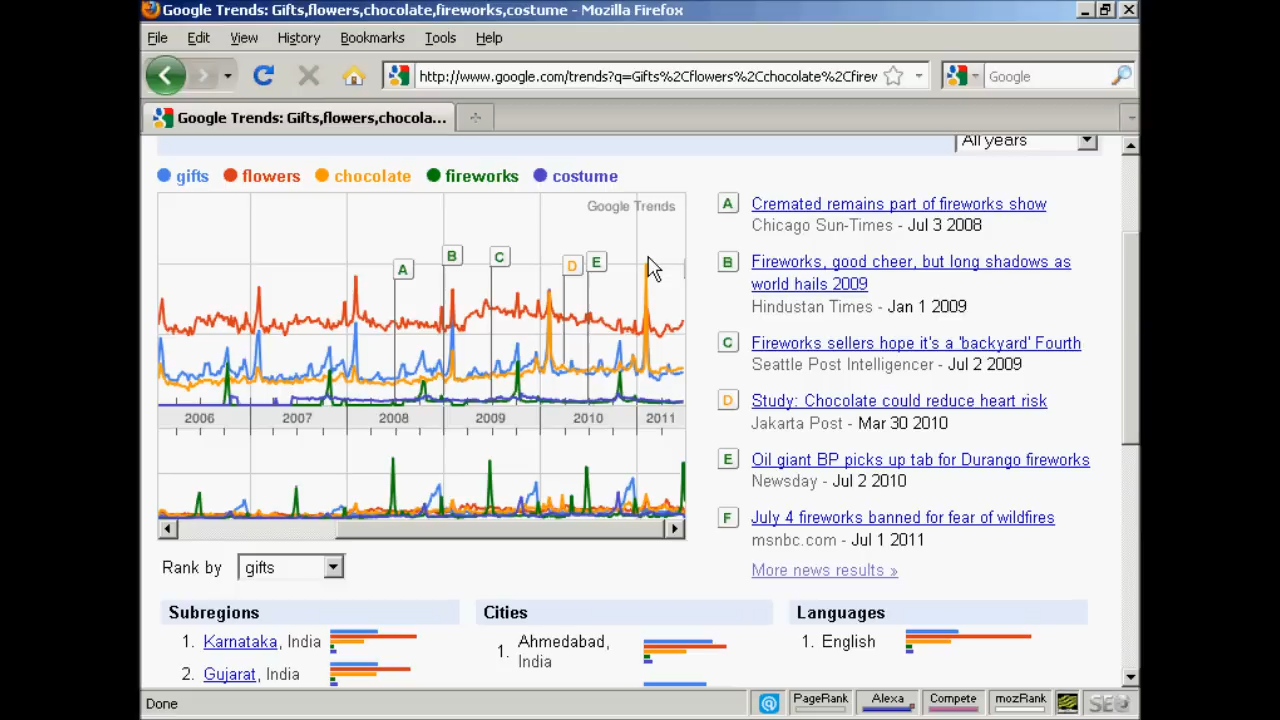 Google Trends: Gifts,flowers,chocolate,fireworks,costume - Mozilla Firefox
File Edit View History Bookmarks Tools Help
http://www.google.com/trends?q=Gifts%2Cflowers%2Cchocolate%2Cfirev
Google
Google Trends: Gifts,flowers,chocola...
All years
gifts flowers chocolate fireworks costume
Google Trends
A B C D E
2006 2007 2008 2009 2010 2011
A Cremated remains part of fireworks show
Chicago Sun-Times - Jul 3 2008
B Fireworks, good cheer, but long shadows as
world hails 2009
Hindustan Times - Jan 1 2009
C Fireworks sellers hope it's a 'backyard' Fourth
Seattle Post Intelligencer - Jul 2 2009
D Study: Chocolate could reduce heart risk
Jakarta Post - Mar 30 2010
E Oil giant BP picks up tab for Durango fireworks
Newsday - Jul 2 2010
F July 4 fireworks banned for fear of wildfires
msnbc.com - Jul 1 2011
More news results »
Rank by gifts
Subregions
1. Karnataka, India
2. Gujarat, India
Cities
1. Ahmedabad,
India
Languages
1. English
Done
PageRank Alexa Compete mozRank SEO